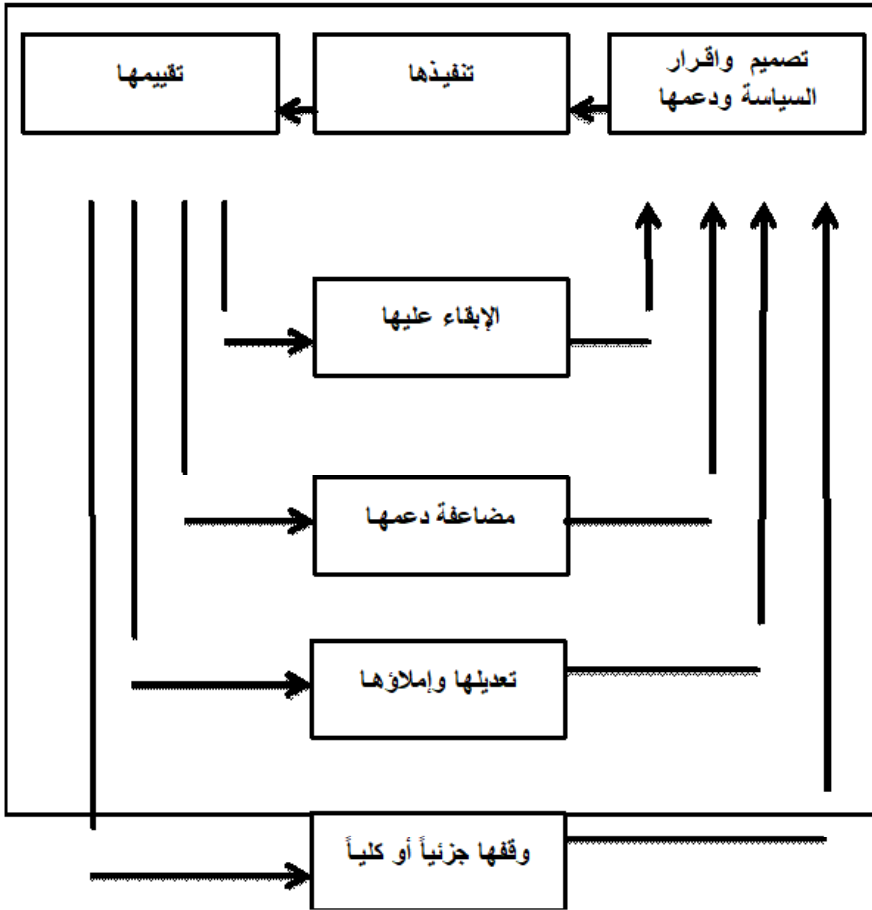 تصميم واقرار
السياسة ودعمها
تنفيذها
تقييمها
الإبقاء عليها
مضاعفة دعمها
تعديلها وإملاؤها
وقفها جزئياً أو كلياً